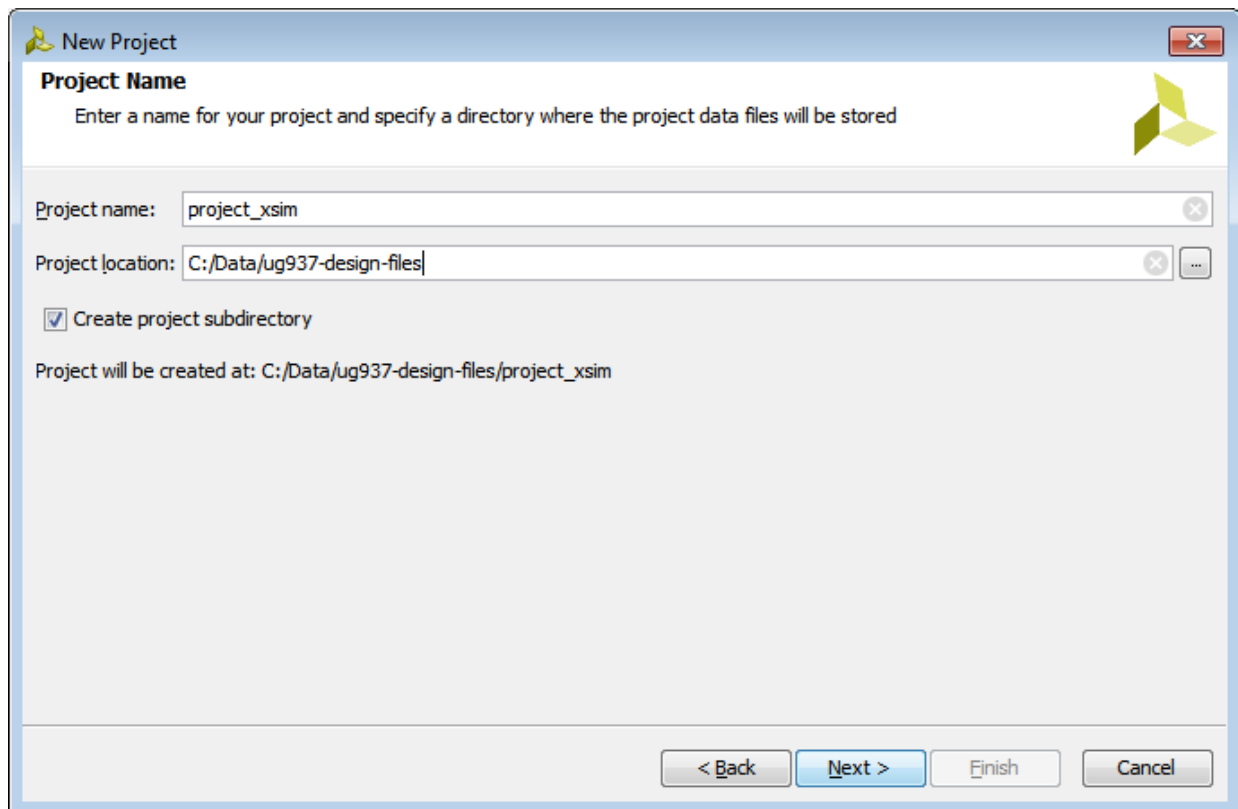 New Project
Project Name
Enter a name for your project and specify a directory where the project data files will be stored
Project name: project_xsim
Project location: C:/Data/ug937-design-files ...
Create project subdirectory
Project will be created at: C:/Data/ug937-design-files/project_xsim
< Back Next > Finish Cancel